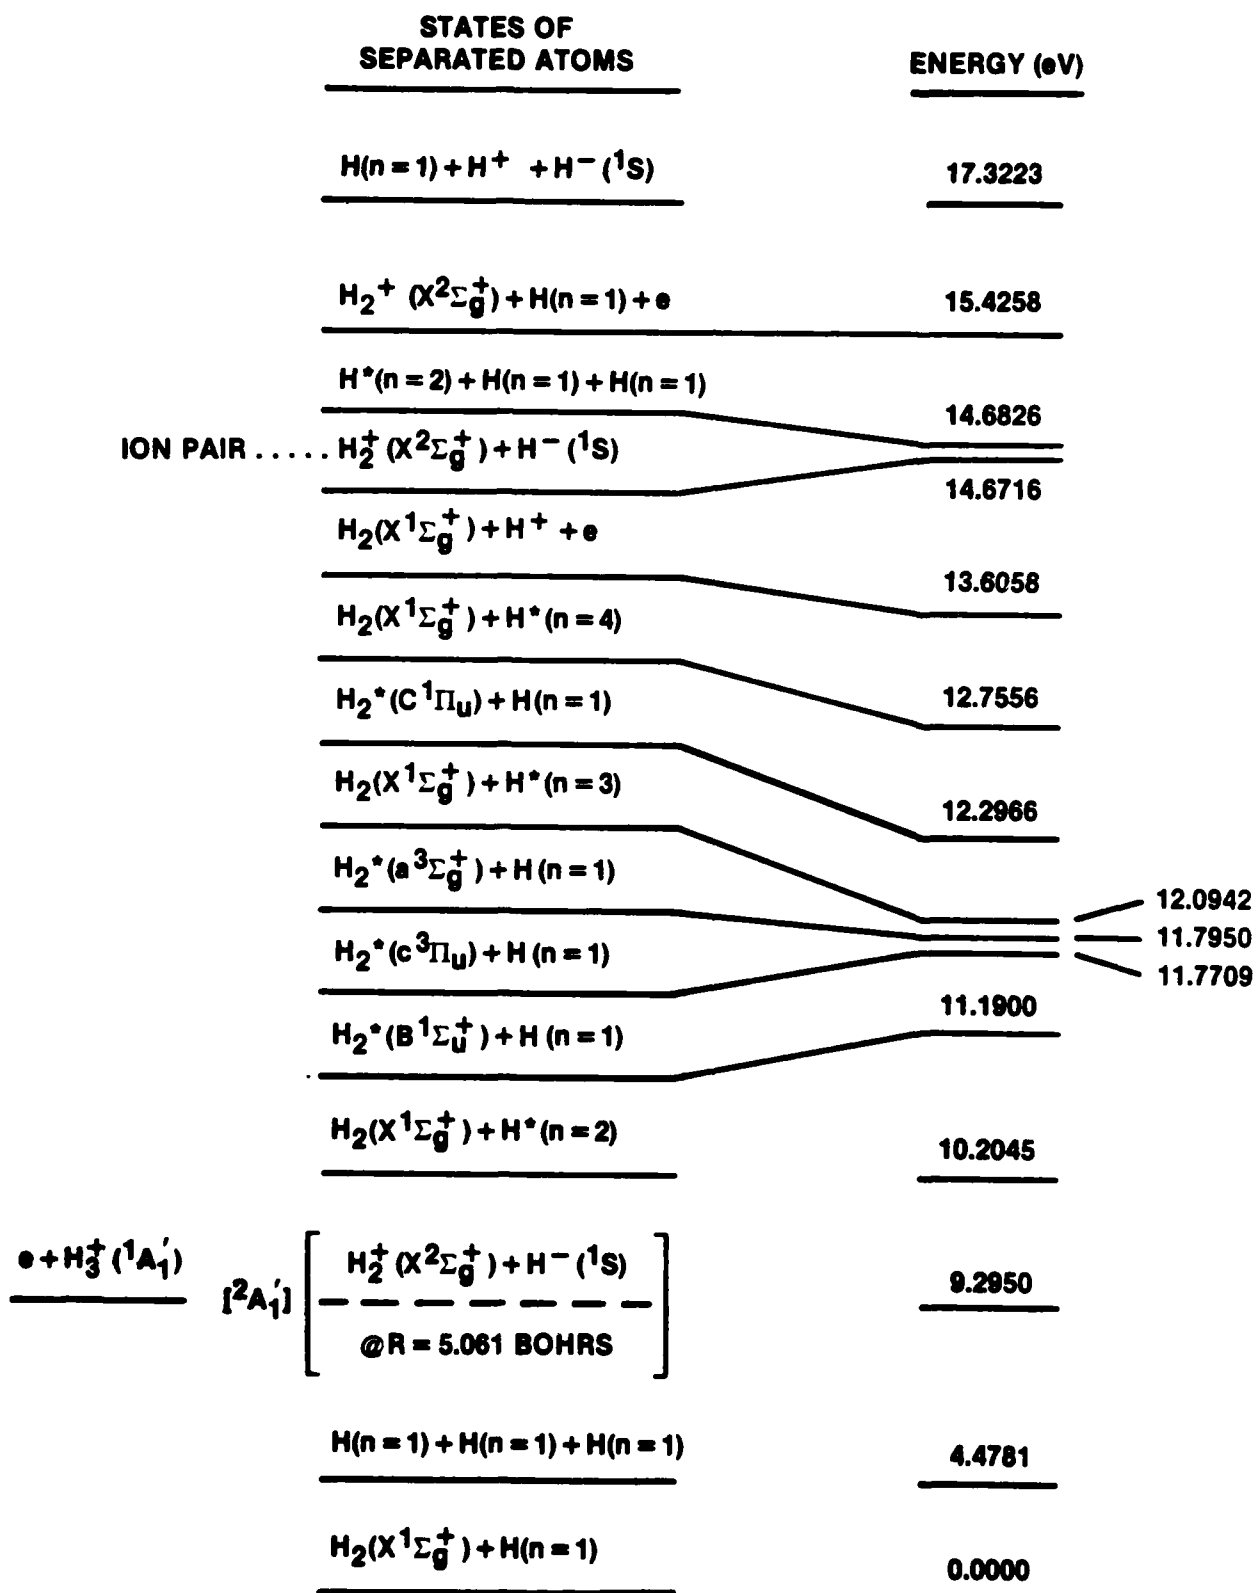 STATES OF
SEPARATED ATOMS
ENERGY (eV)
H(n = 1) + H⁺ + H⁻ (¹S) 17.3223
H₂⁺ (X²Σg⁺) + H(n = 1) + e 15.4258
H*(n = 2) + H(n = 1) + H(n = 1) 14.6826
ION PAIR ..... H₂⁺ (X²Σg⁺) + H⁻ (¹S) 14.6716
H₂(X¹Σg⁺) + H⁺ + e 13.6058
H₂(X¹Σg⁺) + H*(n = 4) 12.7556
H₂*(C¹Πu) + H(n = 1) 12.2966
H₂(X¹Σg⁺) + H*(n = 3) 12.0942
H₂*(a³Σg⁺) + H(n = 1) 11.7950
H₂*(c³Πu) + H(n = 1) 11.7709
H₂*(B¹Σu⁺) + H(n = 1) 11.1900
H₂(X¹Σg⁺) + H*(n = 2) 10.2045
e + H₃⁺ (¹A₁′) [²A₁′] H₂⁺ (X²Σg⁺) + H⁻ (¹S) 9.2950
@R = 5.061 BOHRS
H(n = 1) + H(n = 1) + H(n = 1) 4.4781
H₂(X¹Σg⁺) + H(n = 1) 0.0000